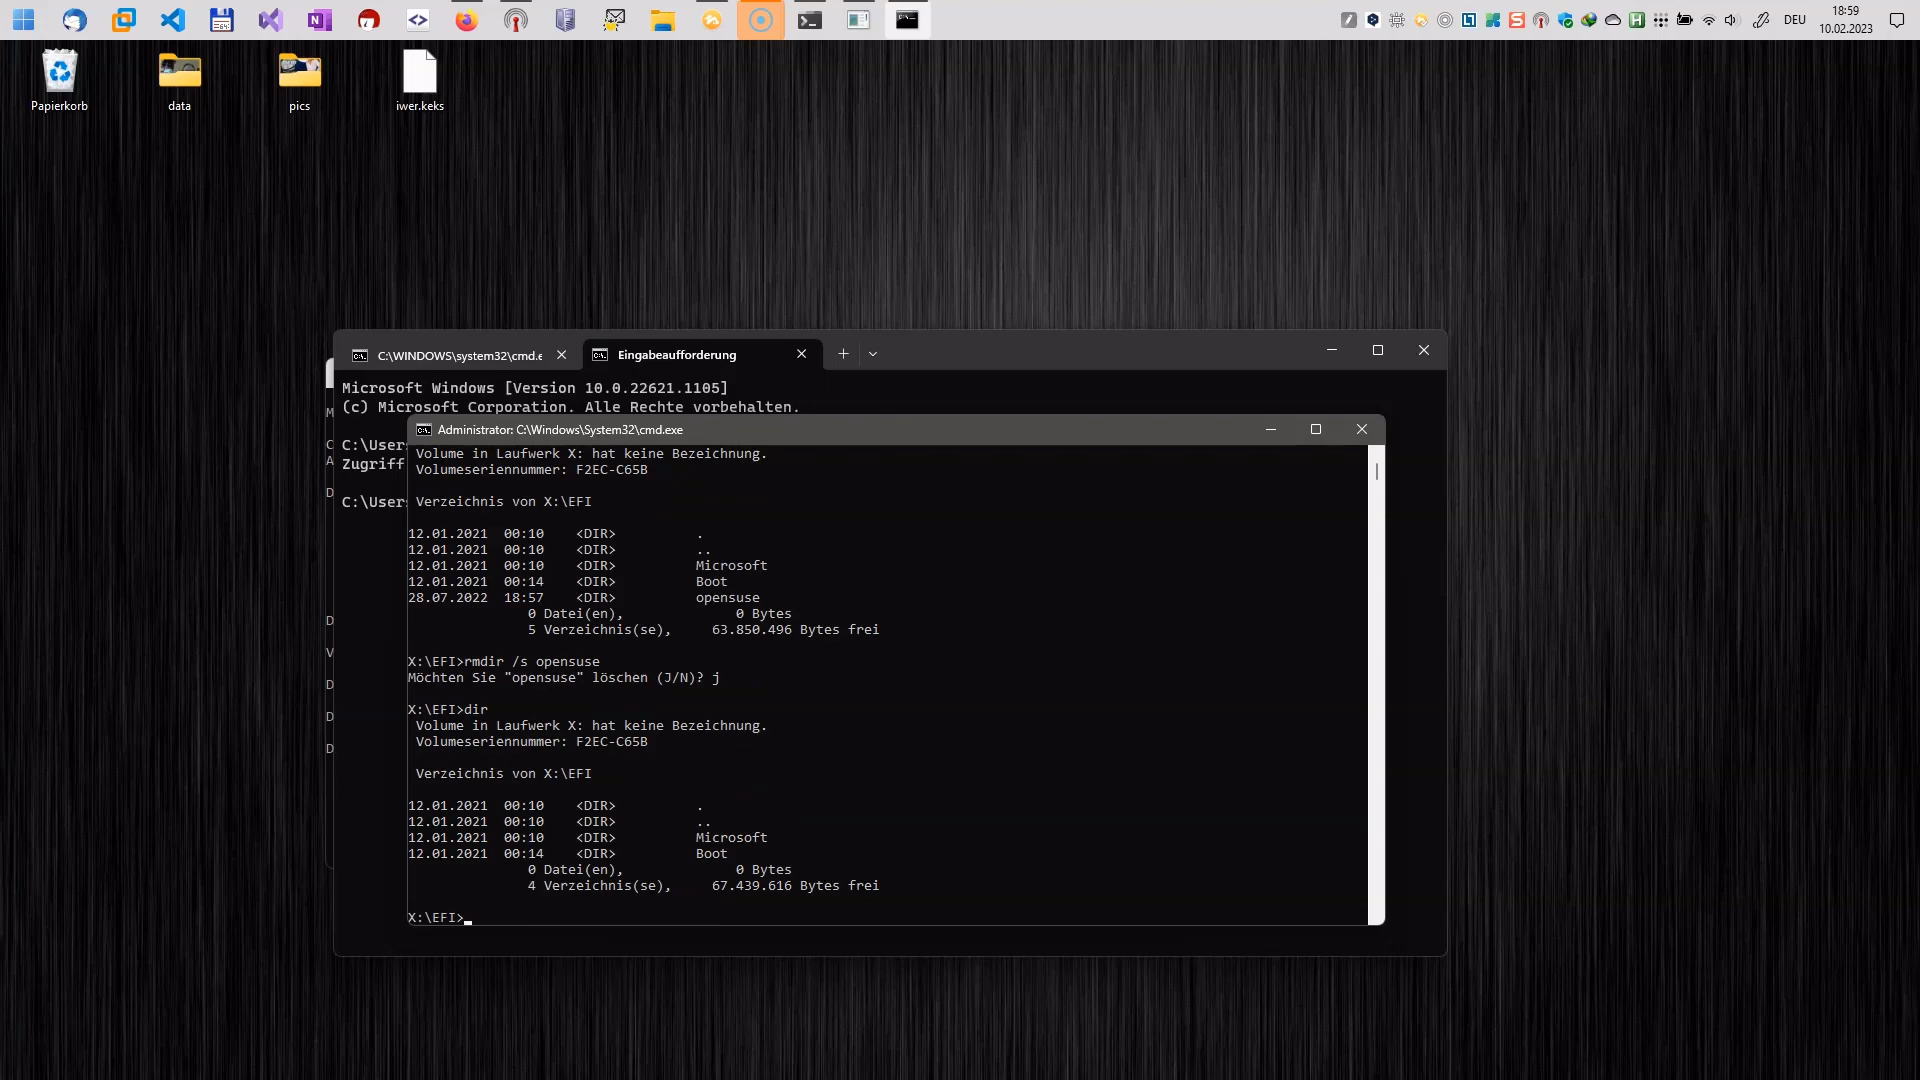 DEU
18:59
10.02.2023
Papierkorb
data
pics
iwer.keks
C:\WINDOWS\system32\cmd.e
Eingabeaufforderung
Microsoft Windows [Version 10.0.22621.1105]
(c) Microsoft Corporation. Alle Rechte vorbehalten.
C:\User
Zugriff
C:\User
Administrator: C:\Windows\System32\cmd.exe
Volume in Laufwerk X: hat keine Bezeichnung.
Volumeseriennummer: F2EC-C65B
Verzeichnis von X:\EFI
12.01.2021 00:10 <DIR> .
12.01.2021 00:10 <DIR> ..
12.01.2021 00:10 <DIR> Microsoft
12.01.2021 00:14 <DIR> Boot
28.07.2022 18:57 <DIR> opensuse
0 Datei(en), 0 Bytes
5 Verzeichnis(se), 63.850.496 Bytes frei
X:\EFI>rmdir /s opensuse
Möchten Sie "opensuse" löschen (J/N)? j
X:\EFI>dir
Volume in Laufwerk X: hat keine Bezeichnung.
Volumeseriennummer: F2EC-C65B
Verzeichnis von X:\EFI
12.01.2021 00:10 <DIR> .
12.01.2021 00:10 <DIR> ..
12.01.2021 00:10 <DIR> Microsoft
12.01.2021 00:14 <DIR> Boot
0 Datei(en), 0 Bytes
4 Verzeichnis(se), 67.439.616 Bytes frei
X:\EFI>